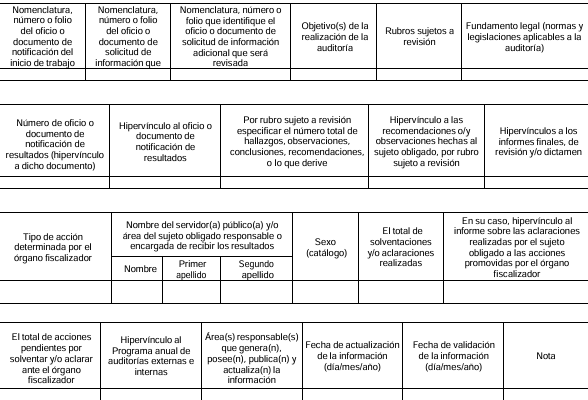 Nomenclatura,
número o folio
del oficio o
documento de
notificación del
inicio de trabajo
Nomenclatura,
número o folio
del oficio o
documento de
solicitud de
información que
Nomenclatura, número o
folio que identifique el
oficio o documento de
solicitud de información
adicional que será
revisada
Objetivo(s) de la
realización de la
auditoría
Rubros sujetos a
revisión
Fundamento legal (normas y
legislaciones aplicables a la
auditoría)
Número de oficio o
documento de
notificación de
resultados (hipervínculo
a dicho documento)
Hipervínculo al oficio o
documento de
notificación de
resultados
Por rubro sujeto a revisión
especificar el número total de
hallazgos, observaciones,
conclusiones, recomendaciones,
o lo que derive
Hipervínculo a las
recomendaciones o/y
observaciones hechas al
sujeto obligado, por rubro
sujeto a revisión
Hipervínculos a los
informes finales, de
revisión y/o dictamen
Tipo de acción
determinada por el
órgano fiscalizador
Nombre del servidor(a) público(a) y/o
área del sujeto obligado responsable o
encargada de recibir los resultados
Nombre
Primer
apellido
Segundo
apellido
Sexo
(catálogo)
El total de
solventaciones
y/o aclaraciones
realizadas
En su caso, hipervínculo al
informe sobre las aclaraciones
realizadas por el sujeto
obligado a las acciones
promovidas por el órgano
fiscalizador
El total de acciones
pendientes por
solventar y/o aclarar
ante el órgano
fiscalizador
Hipervínculo al
Programa anual de
auditorías externas e
internas
Área(s) responsable(s)
que genera(n),
posee(n), publica(n) y
actualiza(n) la
información
Fecha de actualización
de la información
(día/mes/año)
Fecha de validación
de la información
(día/mes/año)
Nota